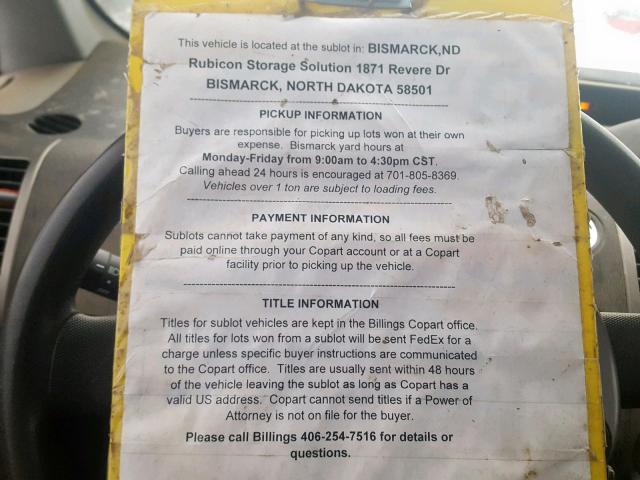 This vehicle is located at the sublot in: BISMARCK,ND
Rubicon Storage Solution 1871 Revere Dr
BISMARCK, NORTH DAKOTA 58501
PICKUP INFORMATION
Buyers are responsible for picking up lots won at their own
expense. Bismarck yard hours at
Monday-Friday from 9:00am to 4:30pm CST.
Calling ahead 24 hours is encouraged at 701-805-8369.
Vehicles over 1 ton are subject to loading fees.
PAYMENT INFORMATION
Sublots cannot take payment of any kind, so all fees must be
paid online through your Copart account or at a Copart
facility prior to picking up the vehicle.
TITLE INFORMATION
Titles for sublot vehicles are kept in the Billings Copart office.
All titles for lots won from a sublot will be sent FedEx for a
charge unless specific buyer instructions are communicated
to the Copart office. Titles are usually sent within 48 hours
of the vehicle leaving the sublot as long as Copart has a
valid US address. Copart cannot send titles if a Power of
Attorney is not on file for the buyer.
Please call Billings 406-254-7516 for details or
questions.